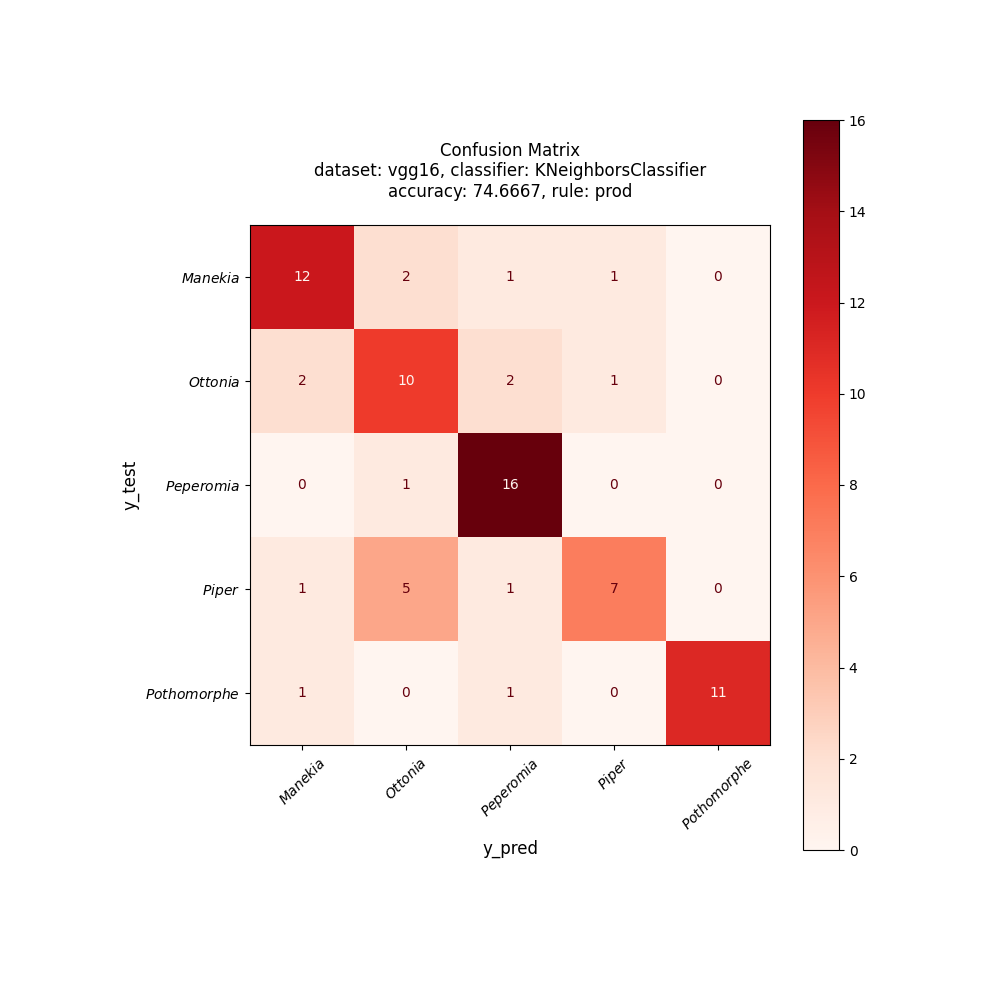 Confusion Matrix
dataset: vgg16, classifier: KNeighborsClassifier
accuracy: 74.6667, rule: prod
Manekia 12 2 1 1 0
Ottonia 2 10 2 1 0
Peperomia 0 1 16 0 0
Piper 1 5 1 7 0
Pothomorphe 1 0 1 0 11
Manekia Ottonia Peperomia Piper Pothomorphe
y_pred
y_test
16
14
12
10
8
6
4
2
0